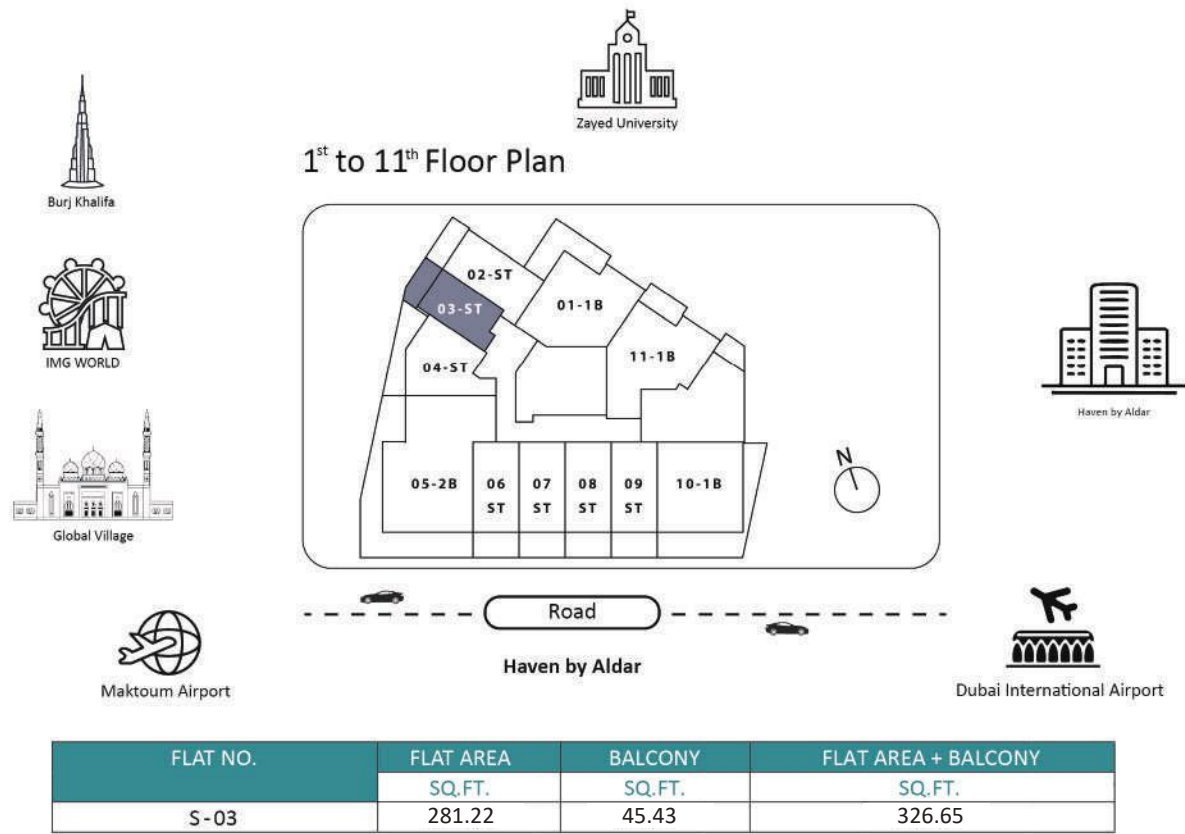 Zayed University
Burj Khalifa
1st to 11th Floor Plan
02-ST
03-ST
01-1B
IMG WORLD
11-1B
04-ST
Haven by Aldar
N
05-2B
06
ST
07
ST
08
ST
09
ST
10-1B
Global Village
Road
Haven by Aldar
Maktoum Airport
Dubai International Airport
FLAT NO. FLAT AREA BALCONY FLAT AREA + BALCONY
SQ.FT. SQ.FT. SQ.FT.
S-03 281.22 45.43 326.65